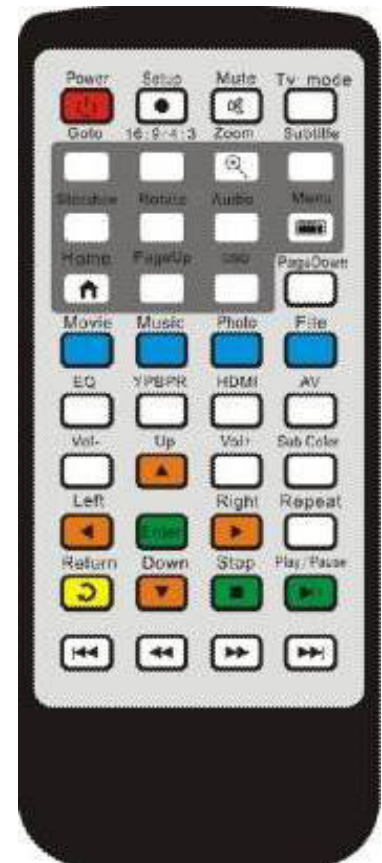 Power Setup Mute Tv mode
Goto 16:9/4:3 Zoom Subtitle
Slidshow Rotate Audio Menu
Home PageUp USB PageDown
Movie Music Photo File
EQ YPBPR HDMI AV
Vol- Up Vol+ Sub Color
Left Enter Right Repeat
Return Down Stop Play/Pause